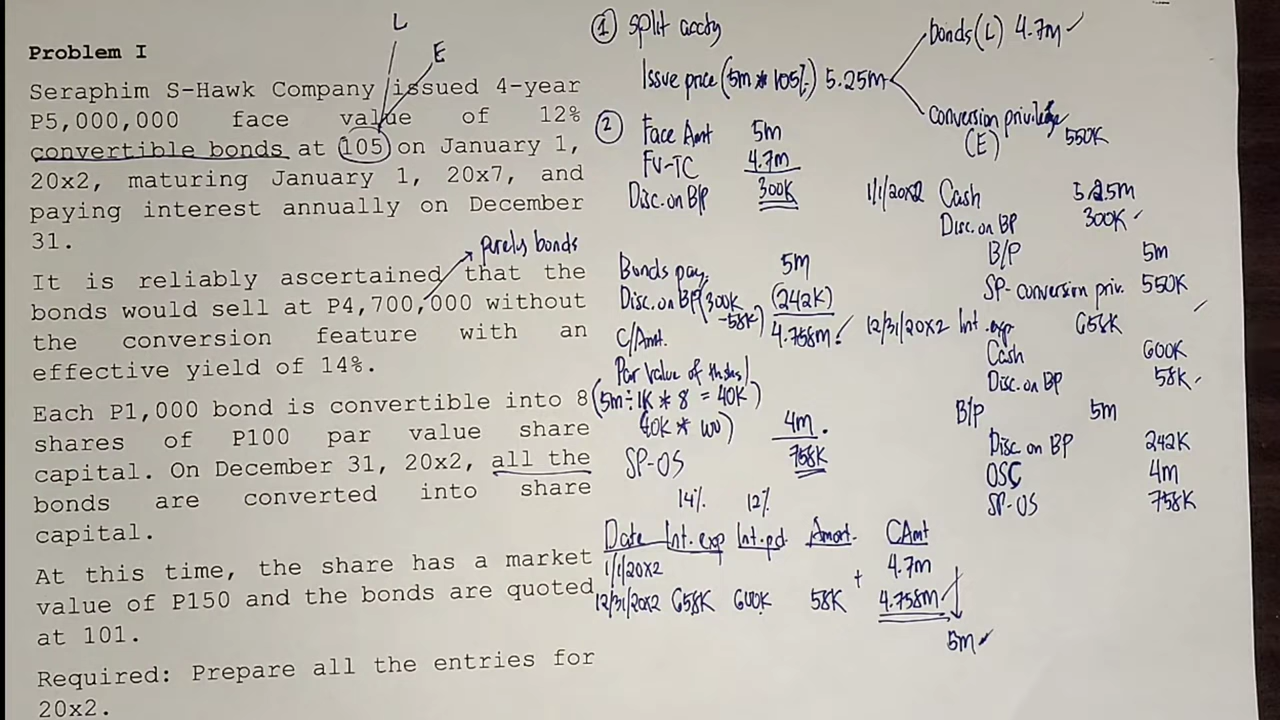 L
E
Problem I
Seraphim S-Hawk Company issued 4-year
P5,000,000 face value of 12%
convertible bonds at 105 on January 1,
20x2, maturing January 1, 20x7, and
paying interest annually on December
31.
purely bonds
It is reliably ascertained that the
bonds would sell at P4,700,000 without
the conversion feature with an
effective yield of 14%.
Each P1,000 bond is convertible into 8
shares of P100 par value share
capital. On December 31, 20x2, all the
bonds are converted into share
capital.
At this time, the share has a market
value of P150 and the bonds are quoted
at 101.
Required: Prepare all the entries for
20x2.
① Split acctg
Issue price (5m * 105%) 5.25m
bonds (L) 4.7m ✓
conversion privilege
(E) 550K
② Face Amt 5m
FV-TC 4.7m
Disc. on B/P 300K
Bonds pay. 5m
Disc. on BP (300K (242K)
-58K)
C/Amt. 4.758m
Par Value of
(5m ÷ 1K * 8 = 40K)
(40K * 100) 4m
SP-OS 758K
14% 12%
Date Int. exp Int. pd Amort. CAmt
1/1/20x2 4.7m
12/31/20x2 658K 600K 58K + 4.758m
5m ✓
1/1/20x2 Cash 5.25m
Disc. on BP 300K ✓
B/P 5m
SP-conversion priv. 550K
12/31/20x2 Int. exp 658K
Cash 600K
Disc. on BP 58K
B/P 5m
Disc on BP 242K
OSC 4m
SP-OS 758K